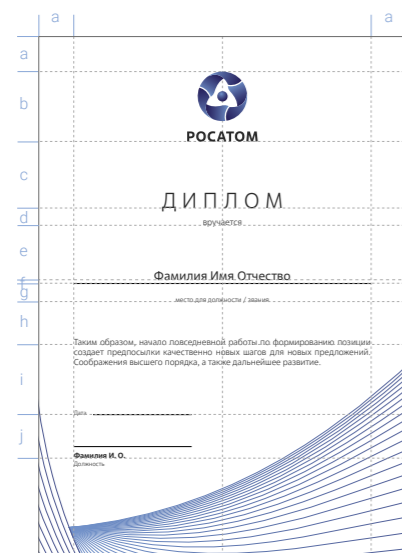 a a
a
b
РОСАТОМ
c
ДИПЛОМ
d
вручается
e
Фамилия Имя Отчество
f
g
место для должности / звания
h
Таким образом, начало повседневной работы по формированию позиции
создает предпосылки качественно новых шагов для новых предложений.
Соображения высшего порядка, а также дальнейшее развитие.
i
Дата
j
Фамилия И. О.
Должность